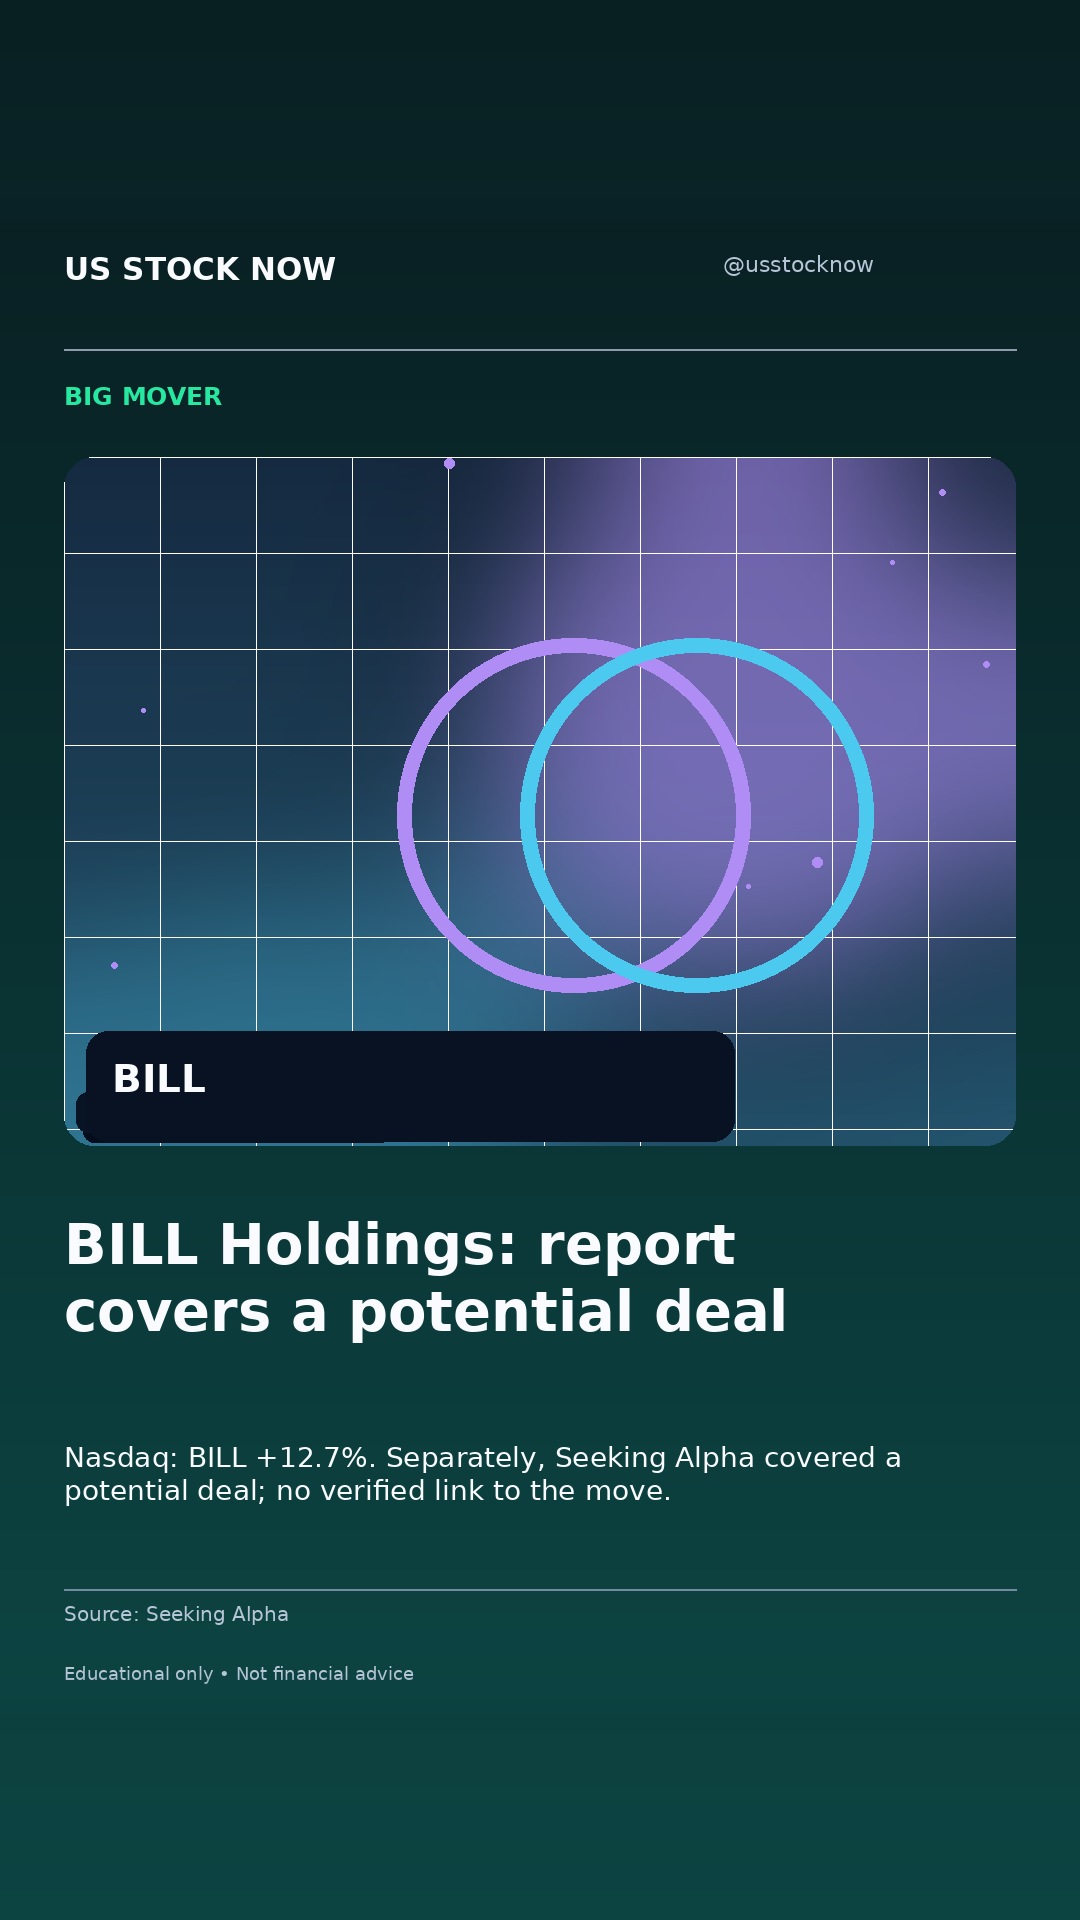 US STOCK NOW
@usstocknow
BIG MOVER
BILL
BILL Holdings: report
covers a potential deal
Nasdaq: BILL +12.7%. Separately, Seeking Alpha covered a
potential deal; no verified link to the move.
Source: Seeking Alpha
Educational only • Not financial advice